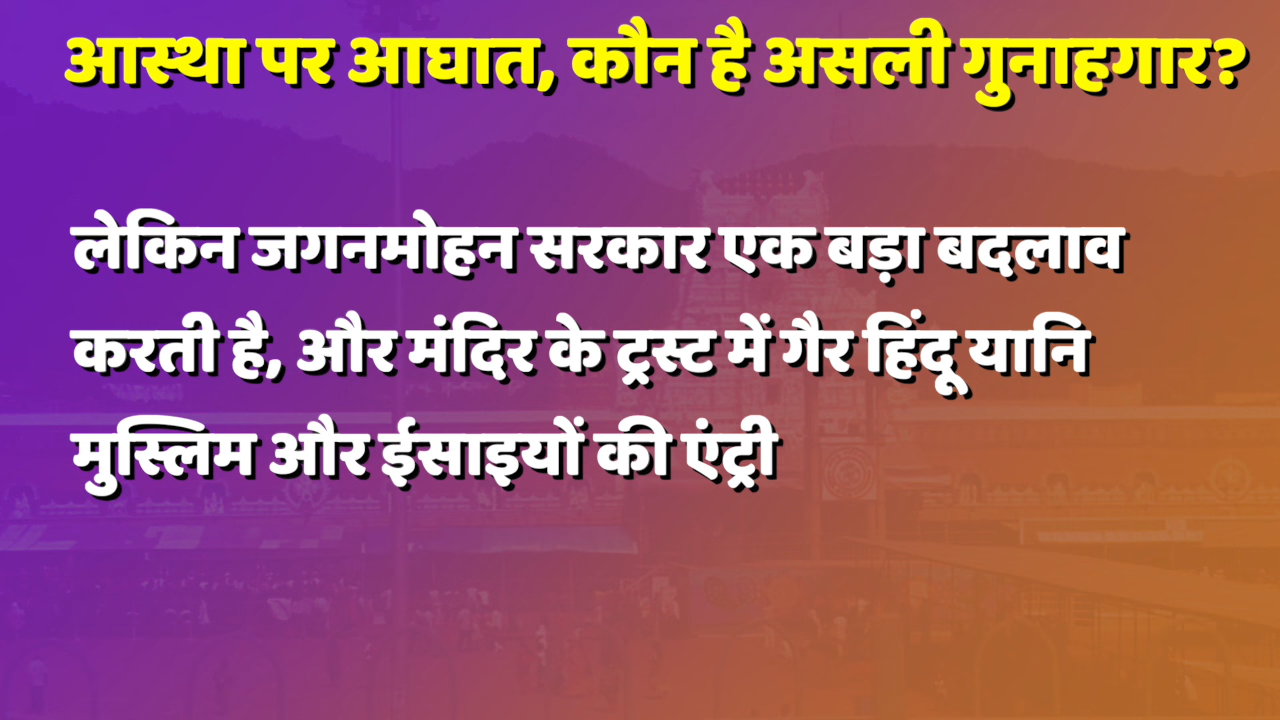 आस्था पर आघात, कौन है असली गुनाहगार?
लेकिन जगनमोहन सरकार एक बड़ा बदलाव
करती है, और मंदिर के ट्रस्ट में गैर हिंदू यानि
मुस्लिम और ईसाइयों की एंट्री